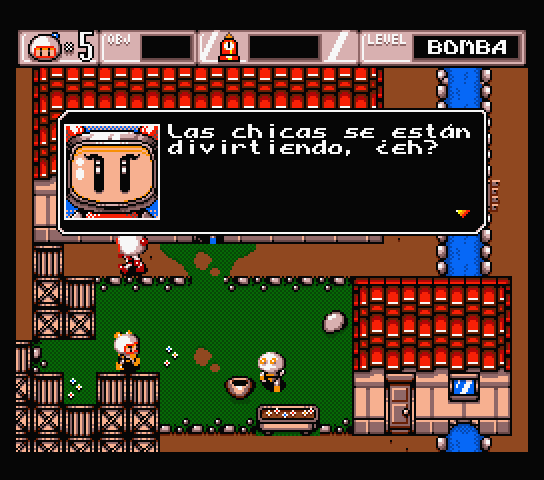 *5 OBJ LEVEL BOMBA
Las chicas se están
divirtiendo, ¿eh?